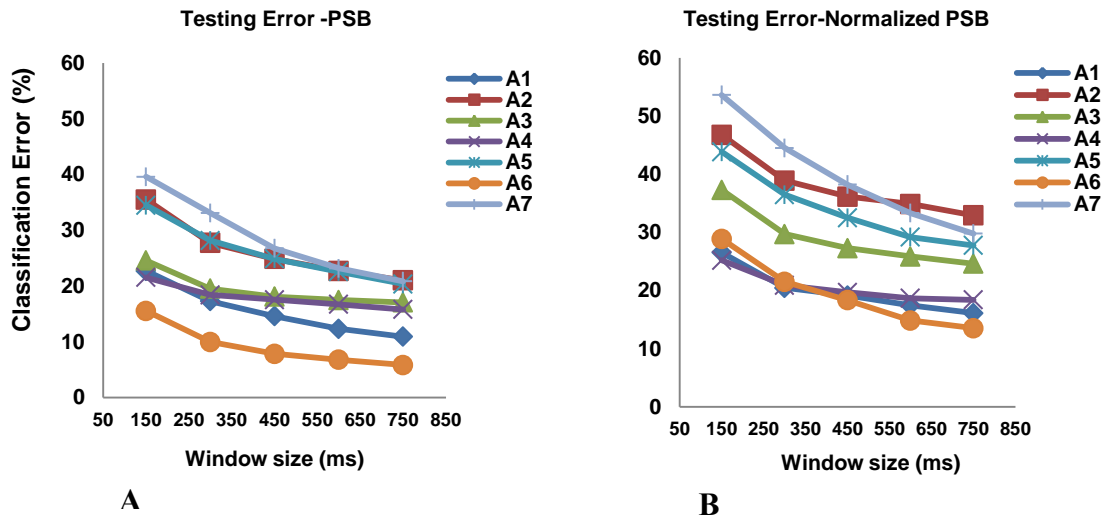 Testing Error -PSB
Classification Error (%)
60
50
40
30
20
10
0
50 150 250 350 450 550 650 750 850
Window size (ms)
A1
A2
A3
A4
A5
A6
A7
A
Testing Error-Normalized PSB
60
50
40
30
20
10
0
50 150 250 350 450 550 650 750 850
Window size (ms)
A1
A2
A3
A4
A5
A6
A7
B